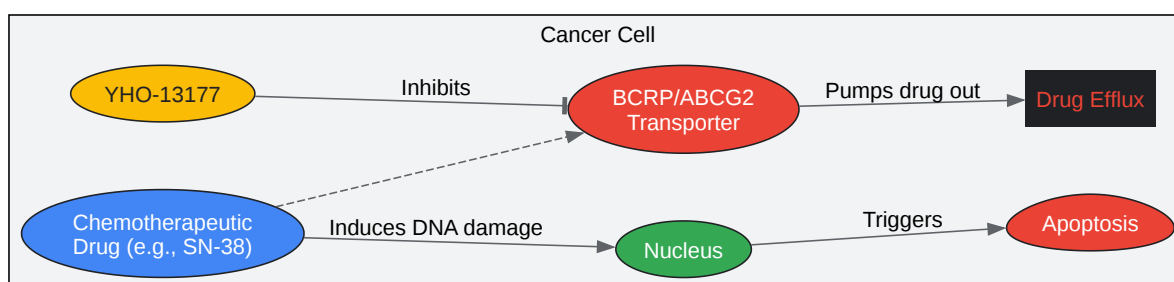 Cancer Cell
YHO-13177
Inhibits
BCRP/ABCG2
Transporter
Pumps drug out
Drug Efflux
Chemotherapeutic
Drug (e.g., SN-38)
Induces DNA damage
Nucleus
Triggers
Apoptosis